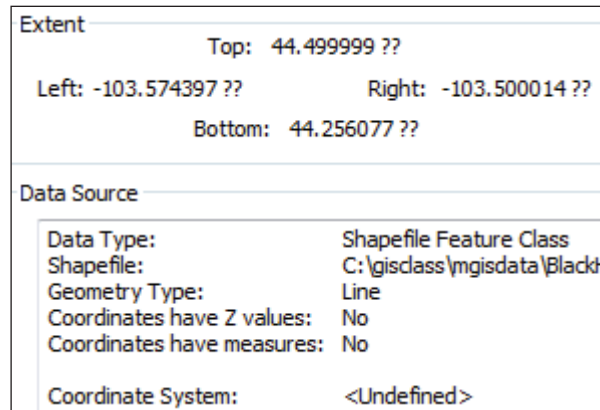 Extent
Top: 44.499999 ??
Left: -103.574397 ?? Right: -103.500014 ??
Bottom: 44.256077 ??
Data Source
Data Type: Shapefile Feature Class
Shapefile: C:\gisclass\mgisdata\Black
Geometry Type: Line
Coordinates have Z values: No
Coordinates have measures: No
Coordinate System: <Undefined>